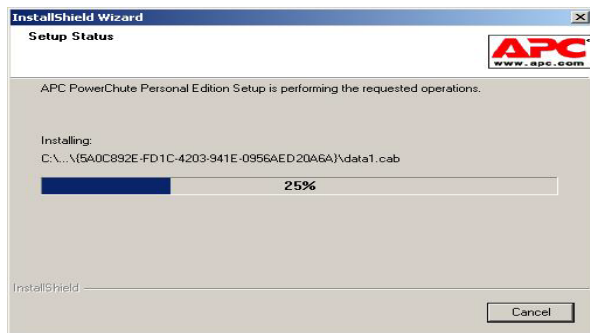 InstallShield Wizard
Setup Status
APC
www.apc.com
APC PowerChute Personal Edition Setup is performing the requested operations.
Installing:
C:\...\{5A0C892E-FD1C-4203-941E-0956AED20A6A}\data1.cab
25%
InstallShield
Cancel